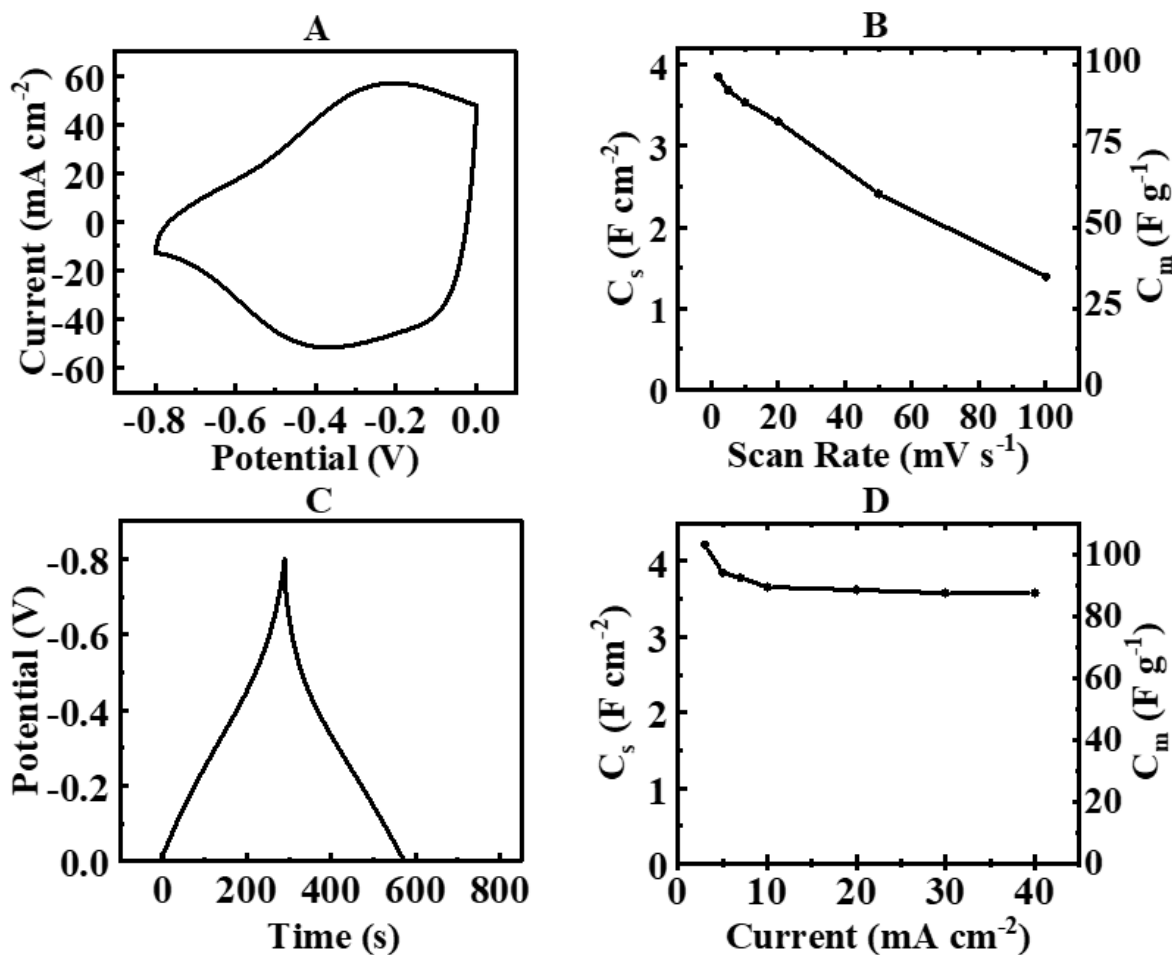 A
Current (mA cm-2)
60
40
20
0
-20
-40
-60
-0.8 -0.6 -0.4 -0.2 0.0
Potential (V)
B
Cs (F cm-2)
4
3
2
1
0
100
75
50
25
0
Cm (F g-1)
0 20 40 60 80 100
Scan Rate (mV s-1)
C
Potential (V)
-0.8
-0.6
-0.4
-0.2
0.0
0 200 400 600 800
Time (s)
D
Cs (F cm-2)
4
3
2
1
0
100
80
60
40
20
0
Cm (F g-1)
0 10 20 30 40
Current (mA cm-2)